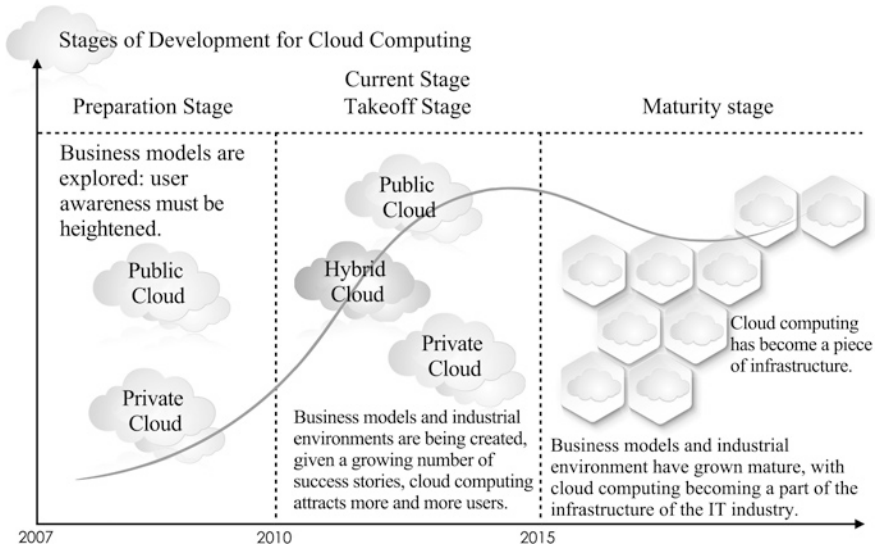 Stages of Development for Cloud Computing
Preparation Stage
Current Stage
Takeoff Stage
Maturity stage
Business models are
explored: user
awareness must be
heightened.
Public
Cloud
Private
Cloud
Public
Cloud
Hybrid
Cloud
Private
Cloud
Business models and industrial
environments are being created,
given a growing number of
success stories, cloud computing
attracts more and more users.
Cloud computing
has become a piece
of infrastructure.
Business models and industrial
environment have grown mature, with
cloud computing becoming a part of the
infrastructure of the IT industry.
2007
2010
2015